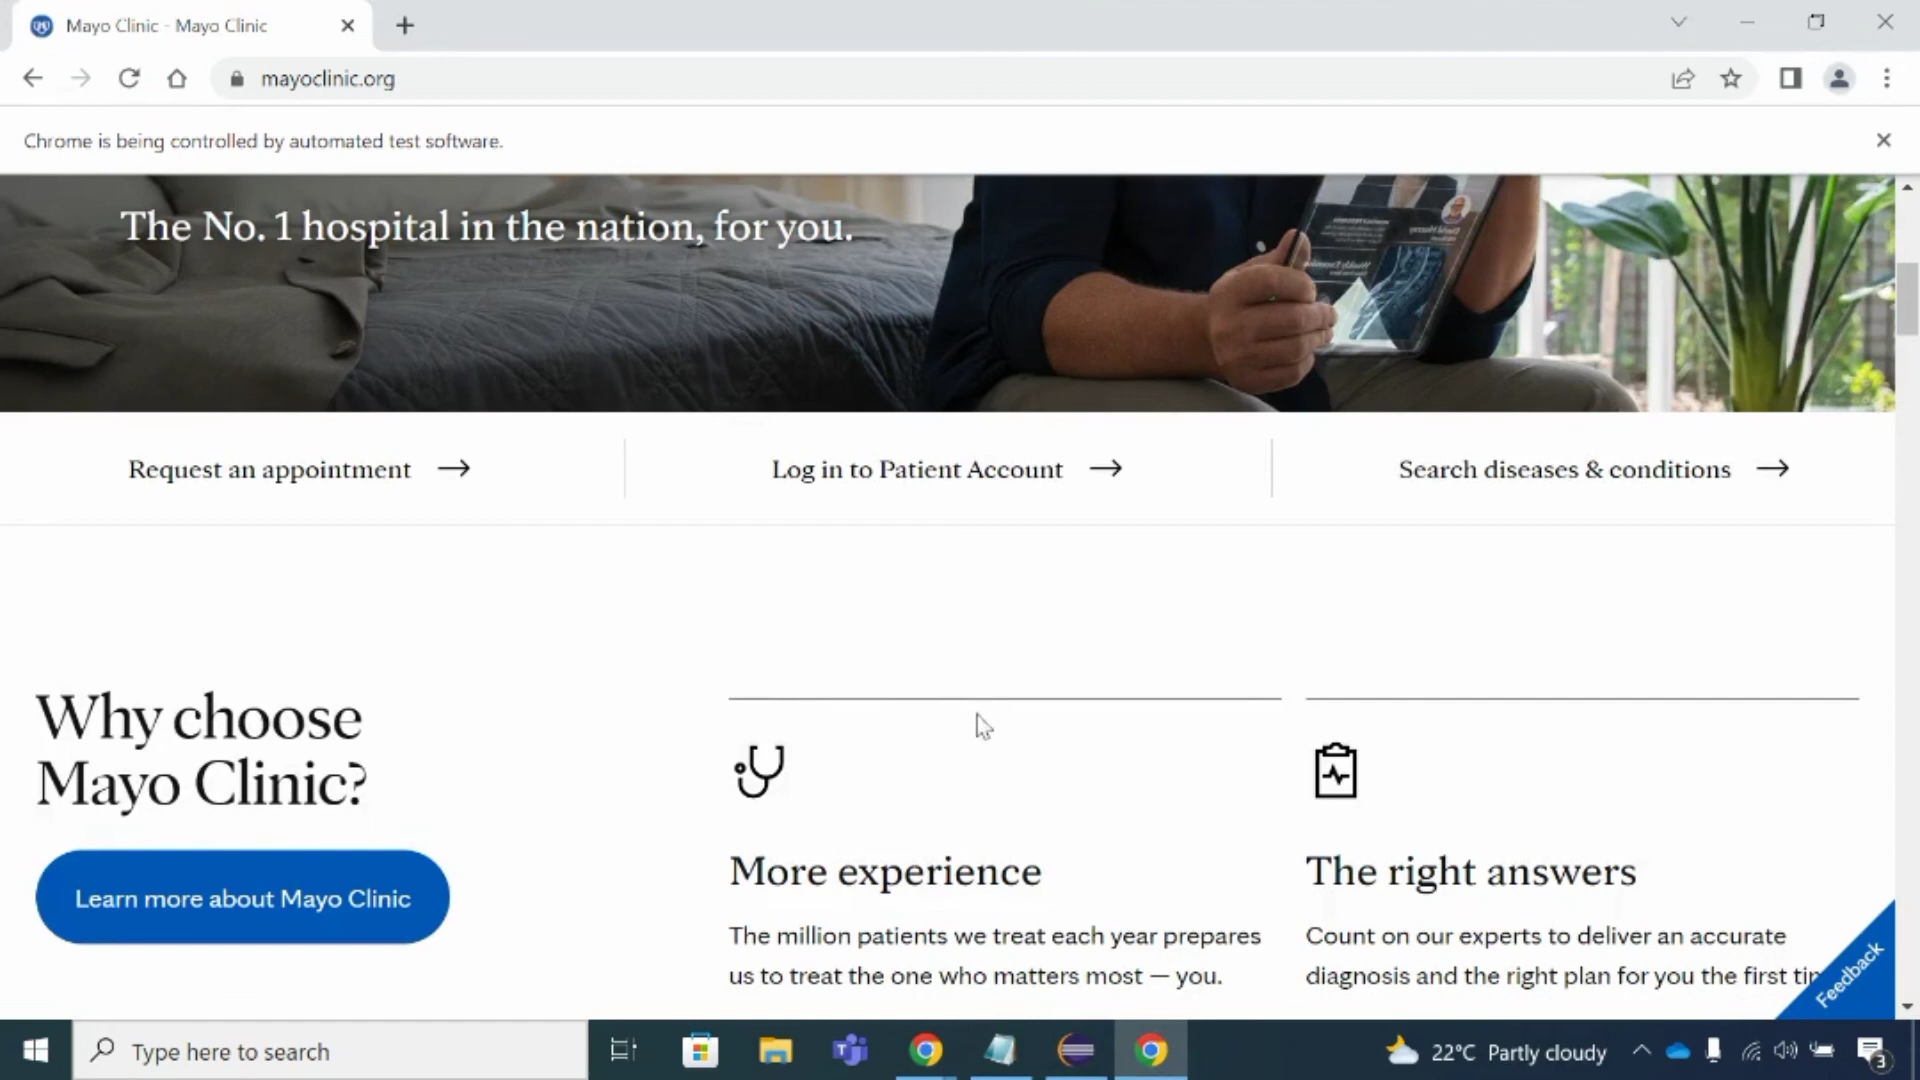 Mayo Clinic - Mayo Clinic
mayoclinic.org
Chrome is being controlled by automated test software.
The No. 1 hospital in the nation, for you.
Request an appointment
Log in to Patient Account
Search diseases & conditions
Why choose
Mayo Clinic?
Learn more about Mayo Clinic
More experience
The million patients we treat each year prepares
us to treat the one who matters most — you.
The right answers
Count on our experts to deliver an accurate
diagnosis and the right plan for you the first
Feedback
Type here to search
22°C Partly cloudy
3